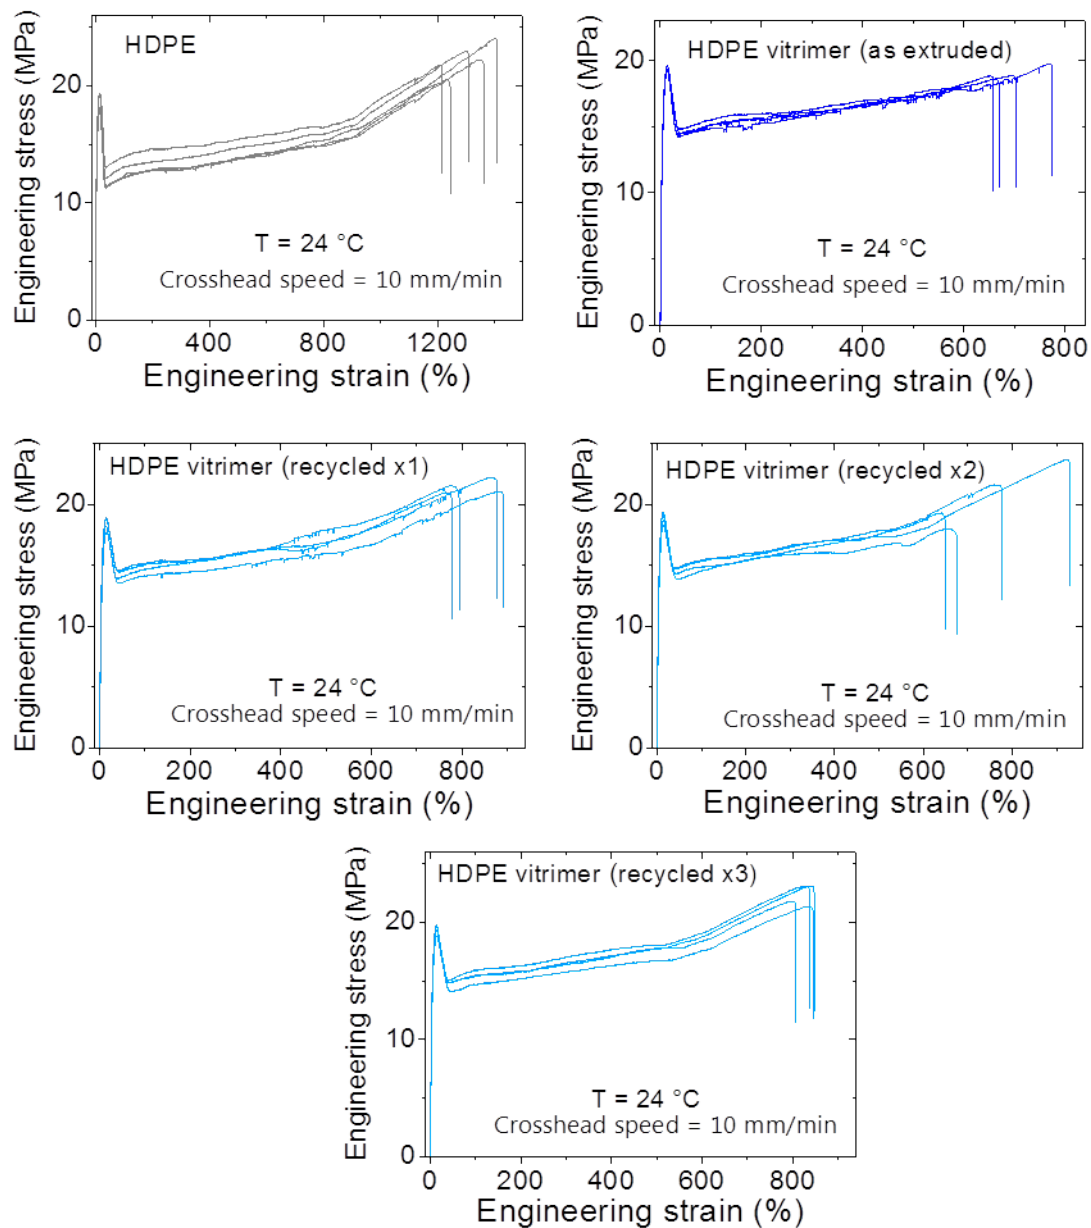 HDPE
Engineering stress (MPa)
20
10
0
T = 24 °C
Crosshead speed = 10 mm/min
0 400 800 1200
Engineering strain (%)
HDPE vitrimer (as extruded)
Engineering stress (MPa)
20
10
0
T = 24 °C
Crosshead speed = 10 mm/min
0 200 400 600 800
Engineering strain (%)
HDPE vitrimer (recycled x1)
Engineering stress (MPa)
20
10
0
T = 24 °C
Crosshead speed = 10 mm/min
0 200 400 600 800
Engineering strain (%)
HDPE vitrimer (recycled x2)
Engineering stress (MPa)
20
10
0
T = 24 °C
Crosshead speed = 10 mm/min
0 200 400 600 800
Engineering strain (%)
HDPE vitrimer (recycled x3)
Engineering stress (MPa)
20
10
0
T = 24 °C
Crosshead speed = 10 mm/min
0 200 400 600 800
Engineering strain (%)